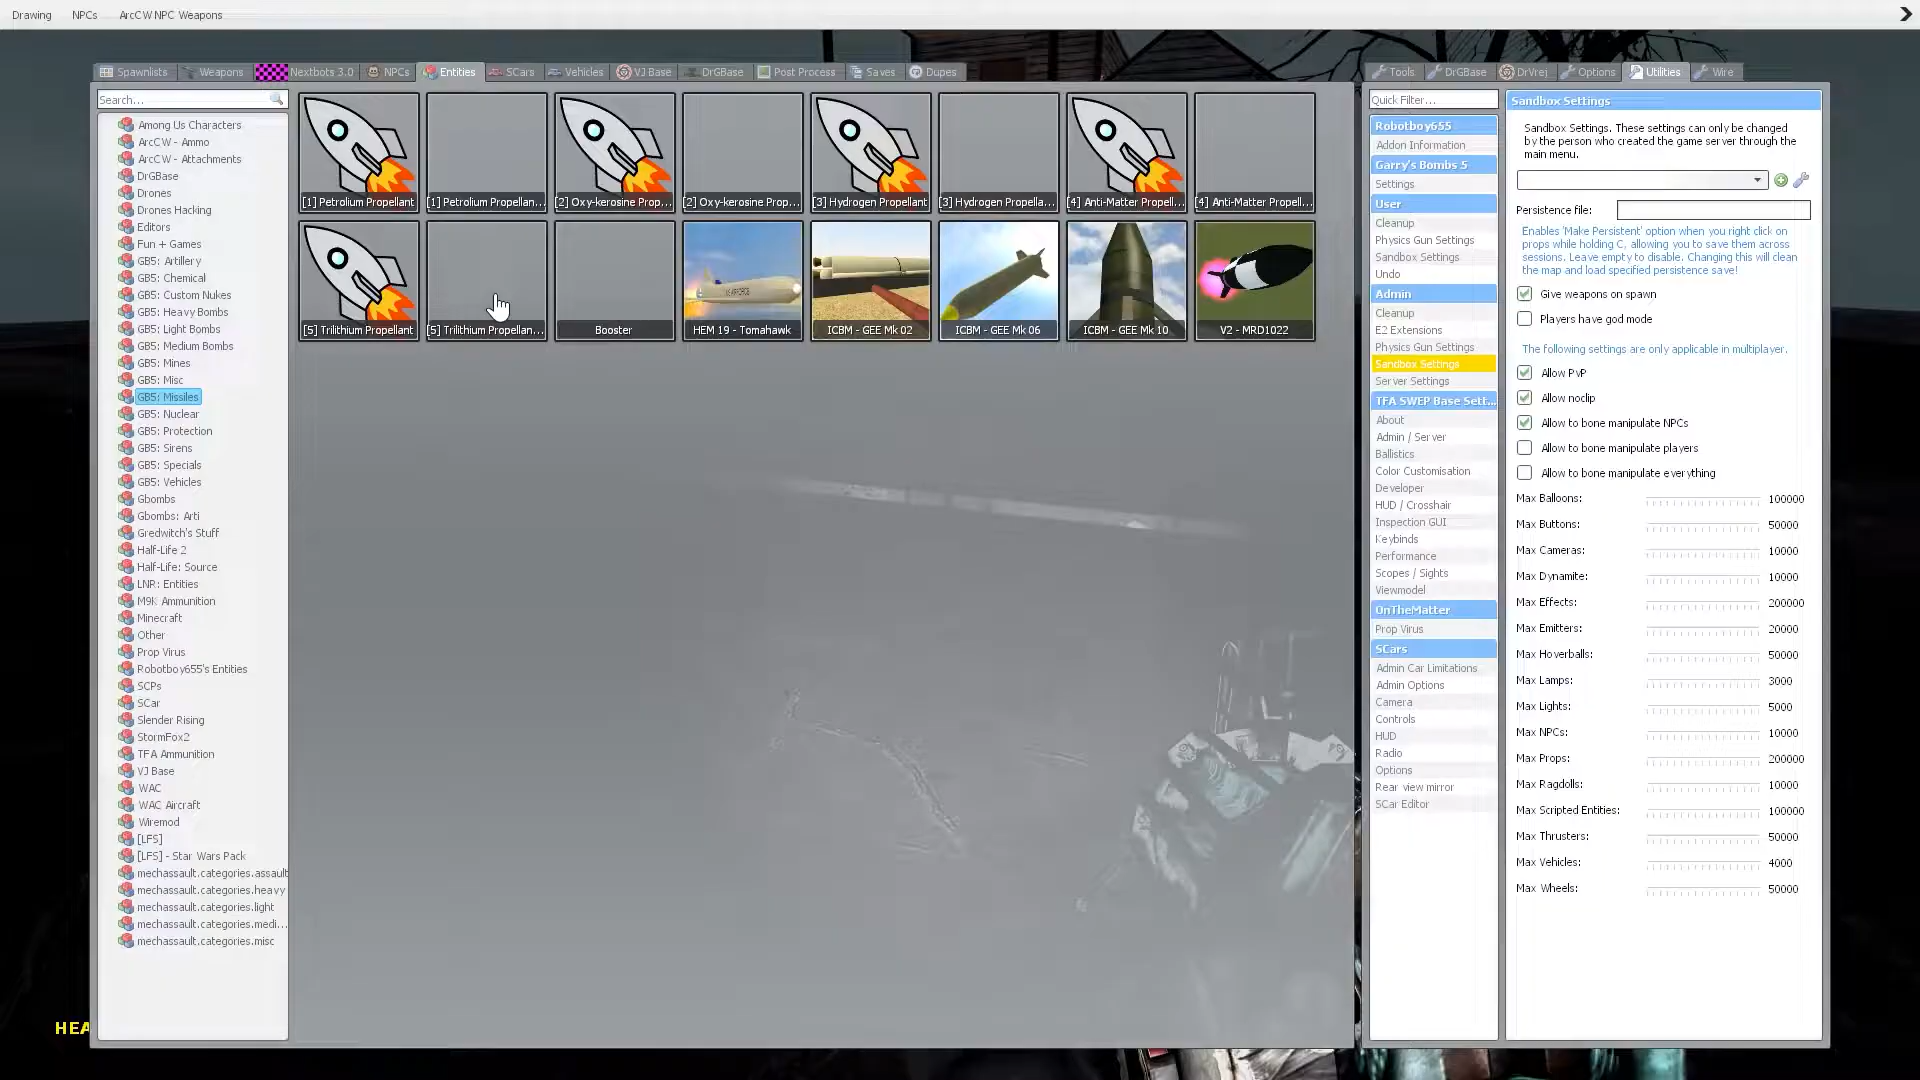 Drawing NPCs ArcCW NPC Weapons
Spawnlists Weapons Nextbots 3.0 NPCs Entities SCars Vehicles VJ Base DrGBase Post Process Saves Dupes
Search...
Among Us Characters
ArcCW - Ammo
ArcCW - Attachments
DrGBase
Drones
Drones Hacking
Editors
Fun + Games
GB5: Artillery
GB5: Chemical
GB5: Custom Nukes
GB5: Heavy Bombs
GB5: Light Bombs
GB5: Medium Bombs
GB5: Mines
GB5: Misc
GB5: Missiles
GB5: Nuclear
GB5: Protection
GB5: Sirens
GB5: Specials
GB5: Vehicles
Gbombs
Gbombs: Arti
Gredwitch's Stuff
Half-Life 2
Half-Life: Source
LNR: Entities
M9K Ammunition
Minecraft
Other
Prop Virus
Robotboy655's Entities
SCPs
SCar
Slender Rising
StormFox2
TFA Ammunition
VJ Base
WAC
WAC Aircraft
Wiremod
[LFS]
[LFS] - Star Wars Pack
mechassault.categories.assault
mechassault.categories.heavy
mechassault.categories.light
mechassault.categories.medi...
mechassault.categories.misc
HEA
[1] Petrolium Propellant
[1] Petrolium Propellan...
[2] Oxy-kerosine Prop...
[2] Oxy-kerosine Prop...
[3] Hydrogen Propellant
[3] Hydrogen Propella...
[4] Anti-Matter Propell...
[4] Anti-Matter Propell...
[5] Trilithium Propellant
[5] Trilithium Propellan...
Booster
HEM 19 - Tomahawk
ICBM - GEE Mk 02
ICBM - GEE Mk 06
ICBM - GEE Mk 10
V2 - MRD1022
Tools DrGBase DrVrej Options Utilities Wire
Quick Filter...
Robotboy655
Addon Information
Garry's Bombs 5
Settings
User
Cleanup
Physics Gun Settings
Sandbox Settings
Undo
Admin
Cleanup
E2 Extensions
Physics Gun Settings
Sandbox Settings
Server Settings
TFA SWEP Base Sett...
About
Admin / Server
Ballistics
Color Customisation
Developer
HUD / Crosshair
Inspection GUI
Keybinds
Performance
Scopes / Sights
Viewmodel
OnTheMatter
Prop Virus
SCars
Admin Car Limitations
Admin Options
Camera
Controls
HUD
Radio
Options
Rear view mirror
SCar Editor
Sandbox Settings
Sandbox Settings. These settings can only be changed
by the person who created the game server through the
main menu.
Persistence file:
Enables 'Make Persistent' option when you right click on
props while holding C, allowing you to save them across
sessions. Leave empty to disable. Changing this will clean
the map and load specified persistence save!
Give weapons on spawn
Players have god mode
The following settings are only applicable in multiplayer.
Allow PvP
Allow noclip
Allow to bone manipulate NPCs
Allow to bone manipulate players
Allow to bone manipulate everything
Max Balloons: 100000
Max Buttons: 50000
Max Cameras: 10000
Max Dynamite: 10000
Max Effects: 200000
Max Emitters: 20000
Max Hoverballs: 50000
Max Lamps: 3000
Max Lights: 5000
Max NPCs: 10000
Max Props: 200000
Max Ragdolls: 10000
Max Scripted Entities: 100000
Max Thrusters: 50000
Max Vehicles: 4000
Max Wheels: 50000